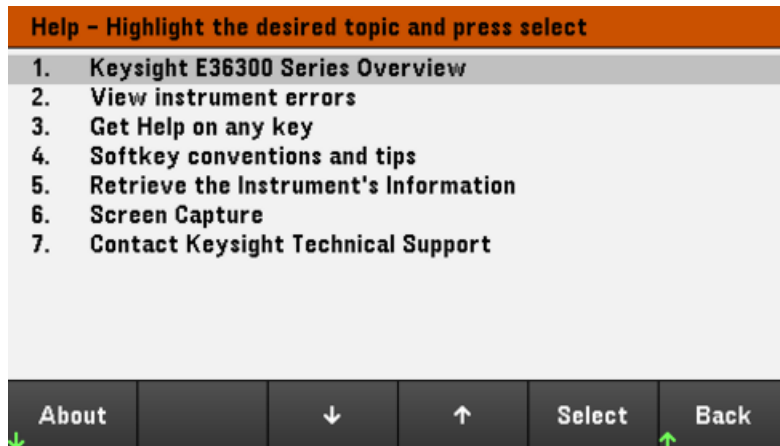 Help - Highlight the desired topic and press select
1. Keysight E36300 Series Overview
2. View instrument errors
3. Get Help on any key
4. Softkey conventions and tips
5. Retrieve the Instrument's Information
6. Screen Capture
7. Contact Keysight Technical Support
About ↓ ↑ Select Back